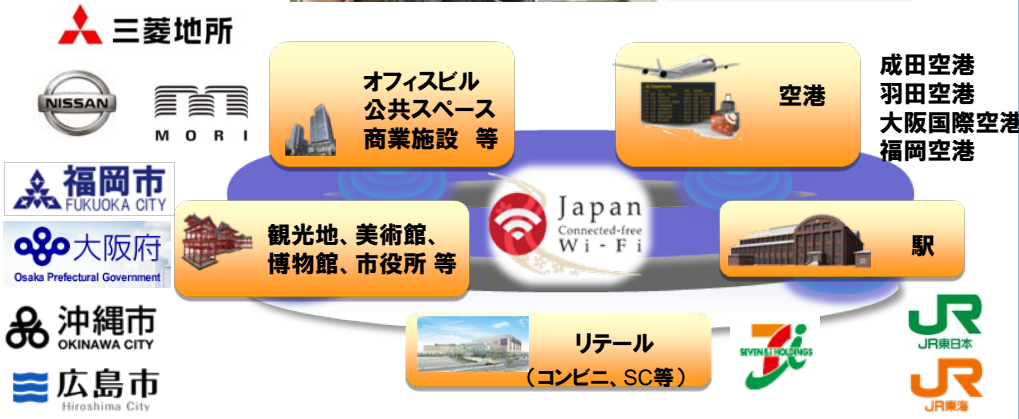 三菱地所
NISSAN
MORI
福岡市
FUKUOKA CITY
大阪府
Osaka Prefectural Government
沖縄市
OKINAWA CITY
広島市
Hiroshima City
オフィスビル
公共スペース
商業施設 等
空港
成田空港
羽田空港
大阪国際空港
福岡空港
観光地、美術館、
博物館、市役所 等
Japan
Connected-free
Wi-Fi
駅
リテール
（コンビニ、SC等）
7i
SEVEN & i HOLDINGS
JR
JR東日本
JR
JR東海